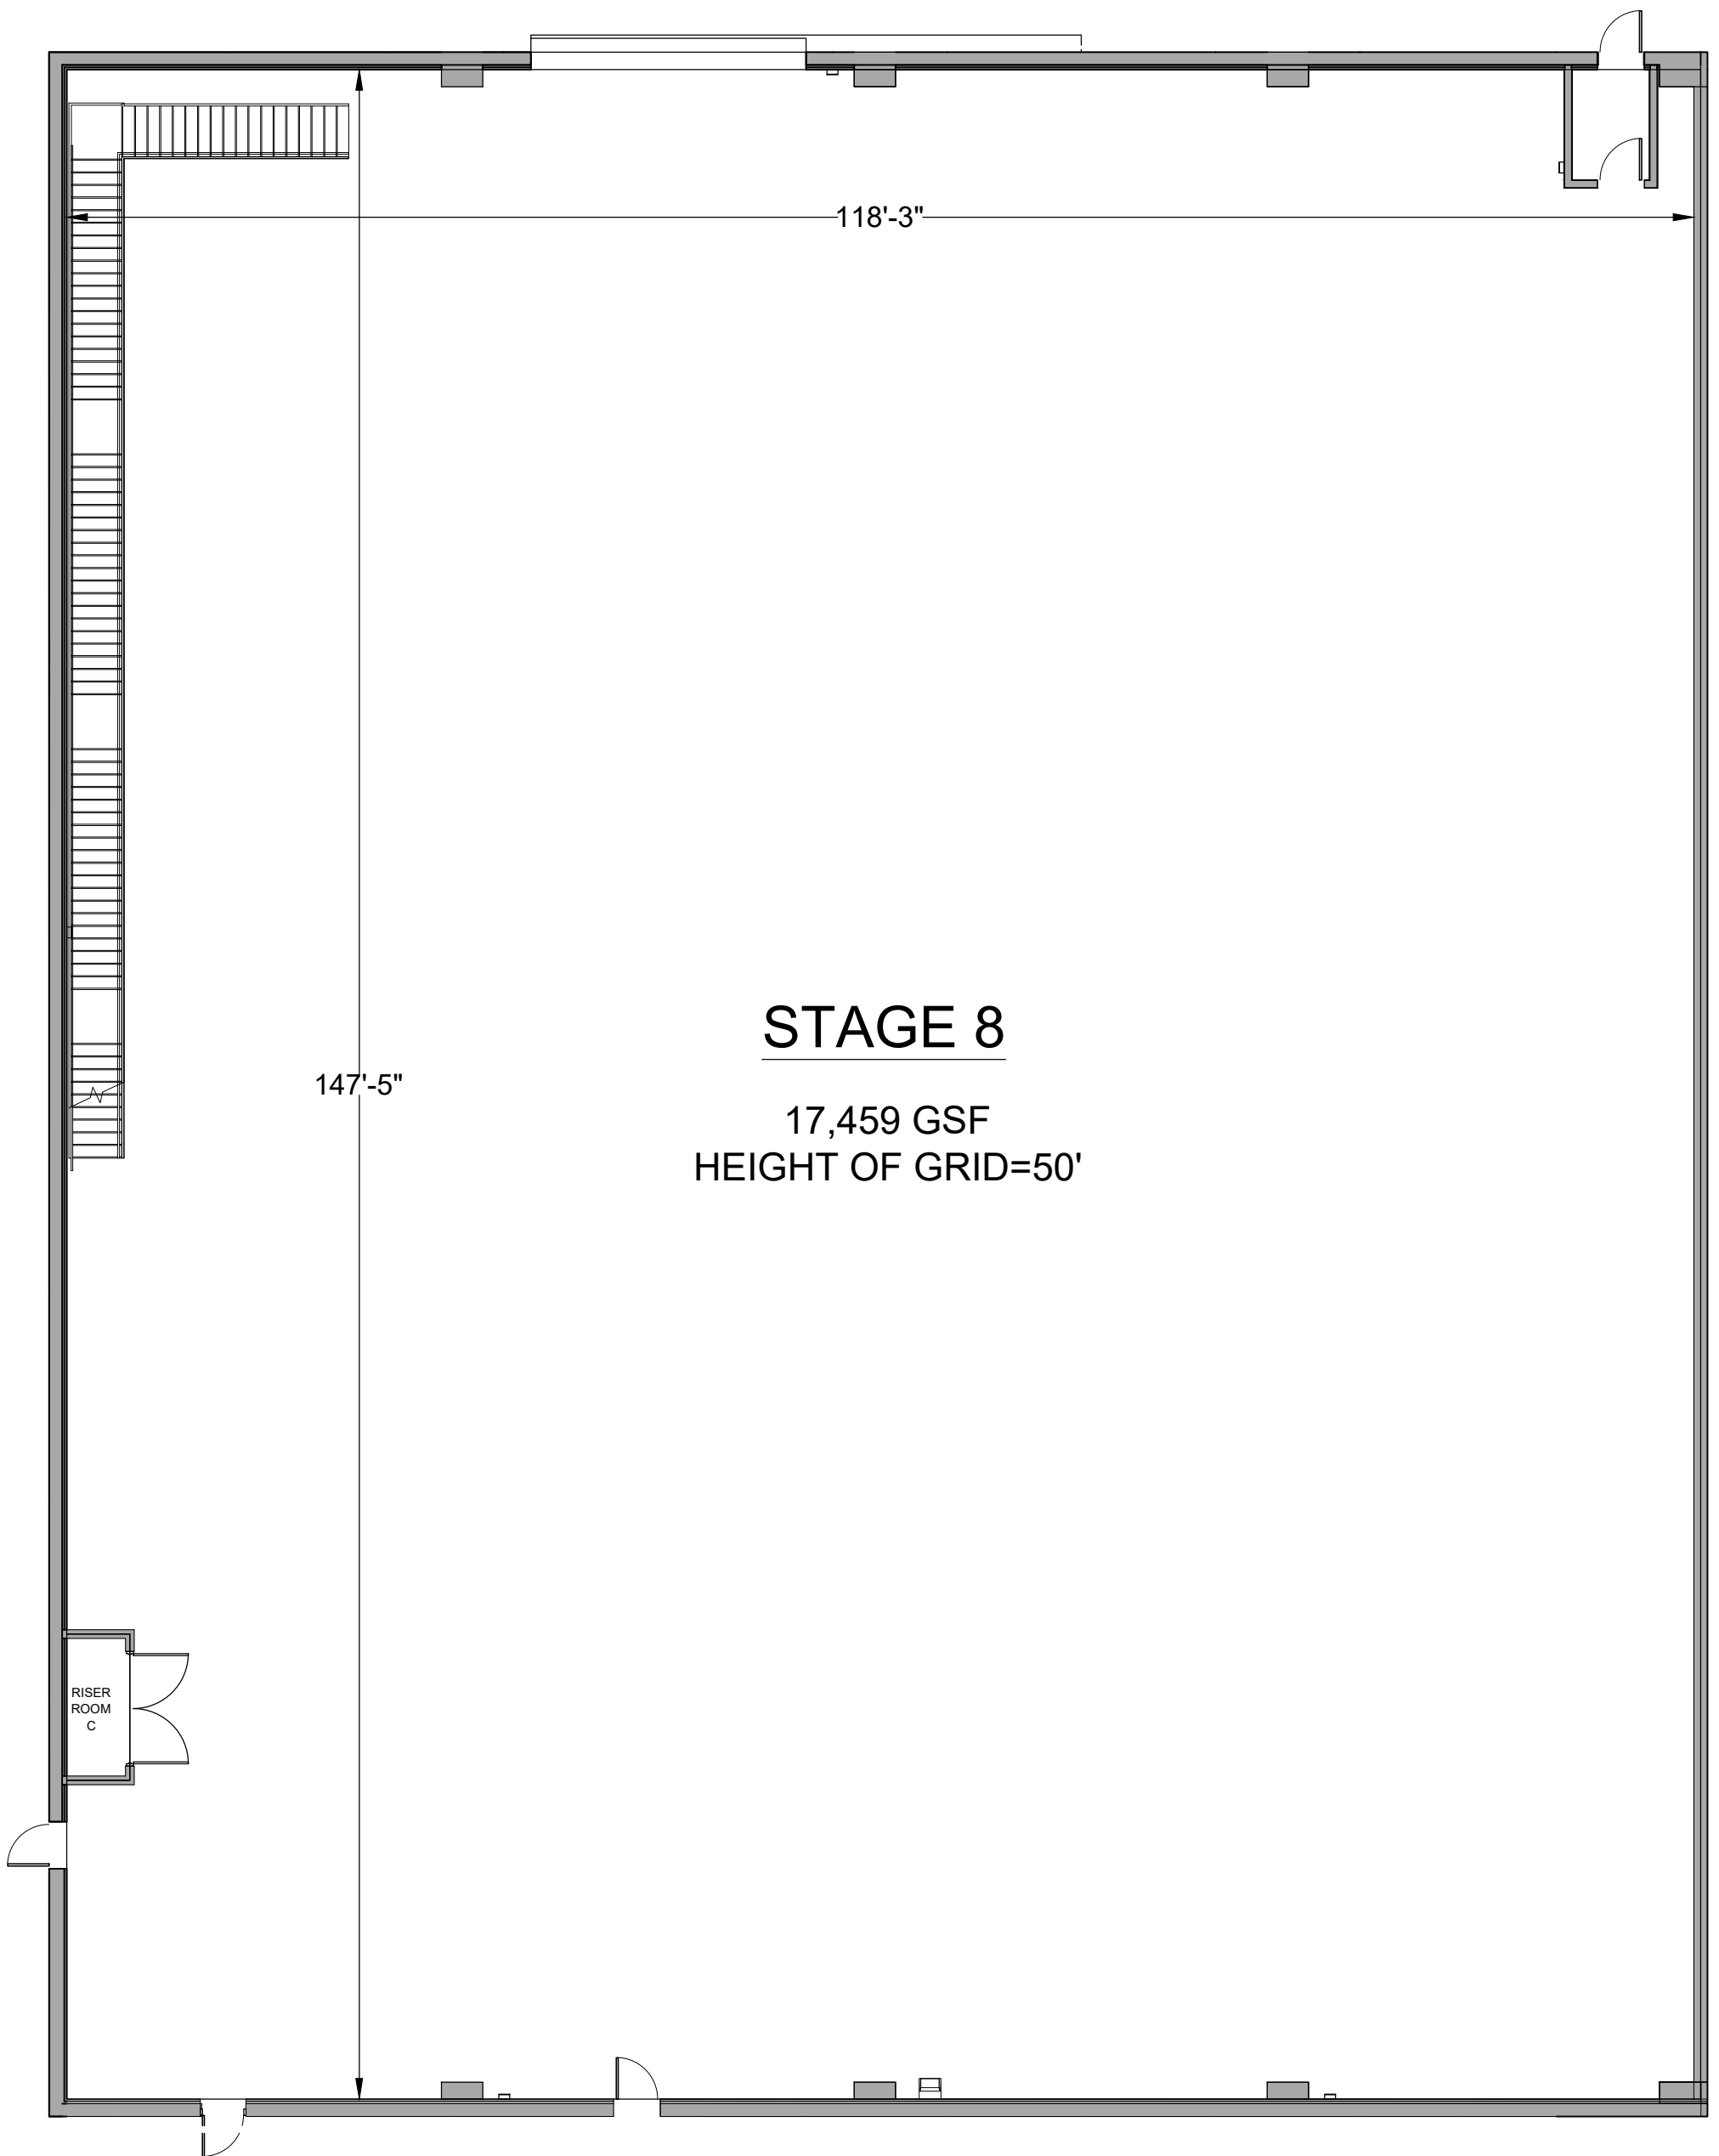 118'-3"
STAGE 8
147'-5"
17,459 GSF
HEIGHT OF GRID=50'
RISER
ROOM
C